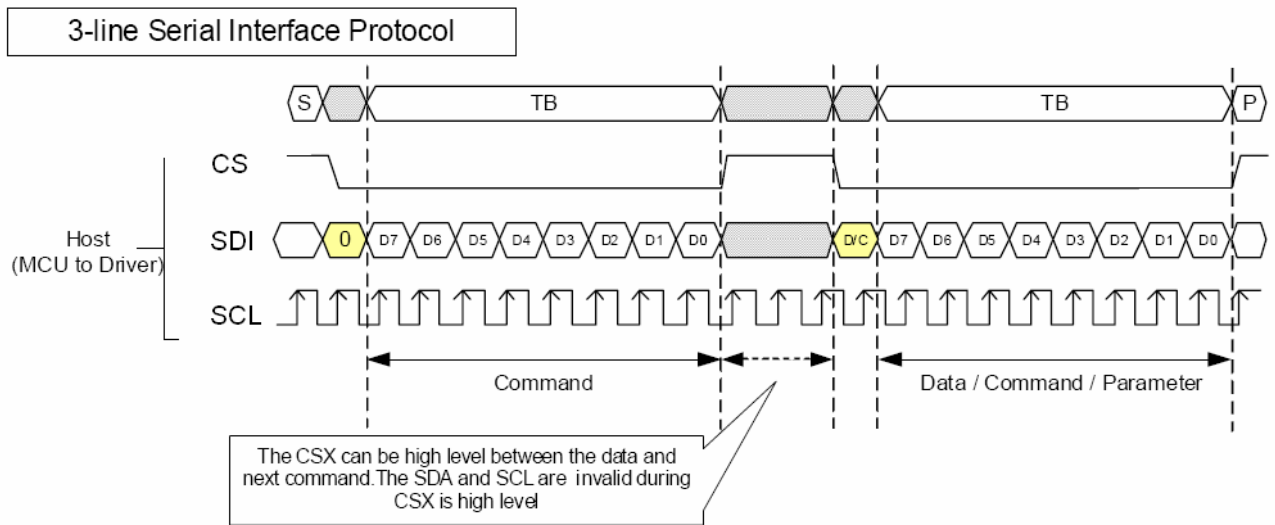 3-line Serial Interface Protocol
S TB TB P
CS
Host
(MCU to Driver)
SDI 0 D7 D6 D5 D4 D3 D2 D1 D0 D/C D7 D6 D5 D4 D3 D2 D1 D0
SCL
Command Data / Command / Parameter
The CSX can be high level between the data and
next command.The SDA and SCL are invalid during
CSX is high level